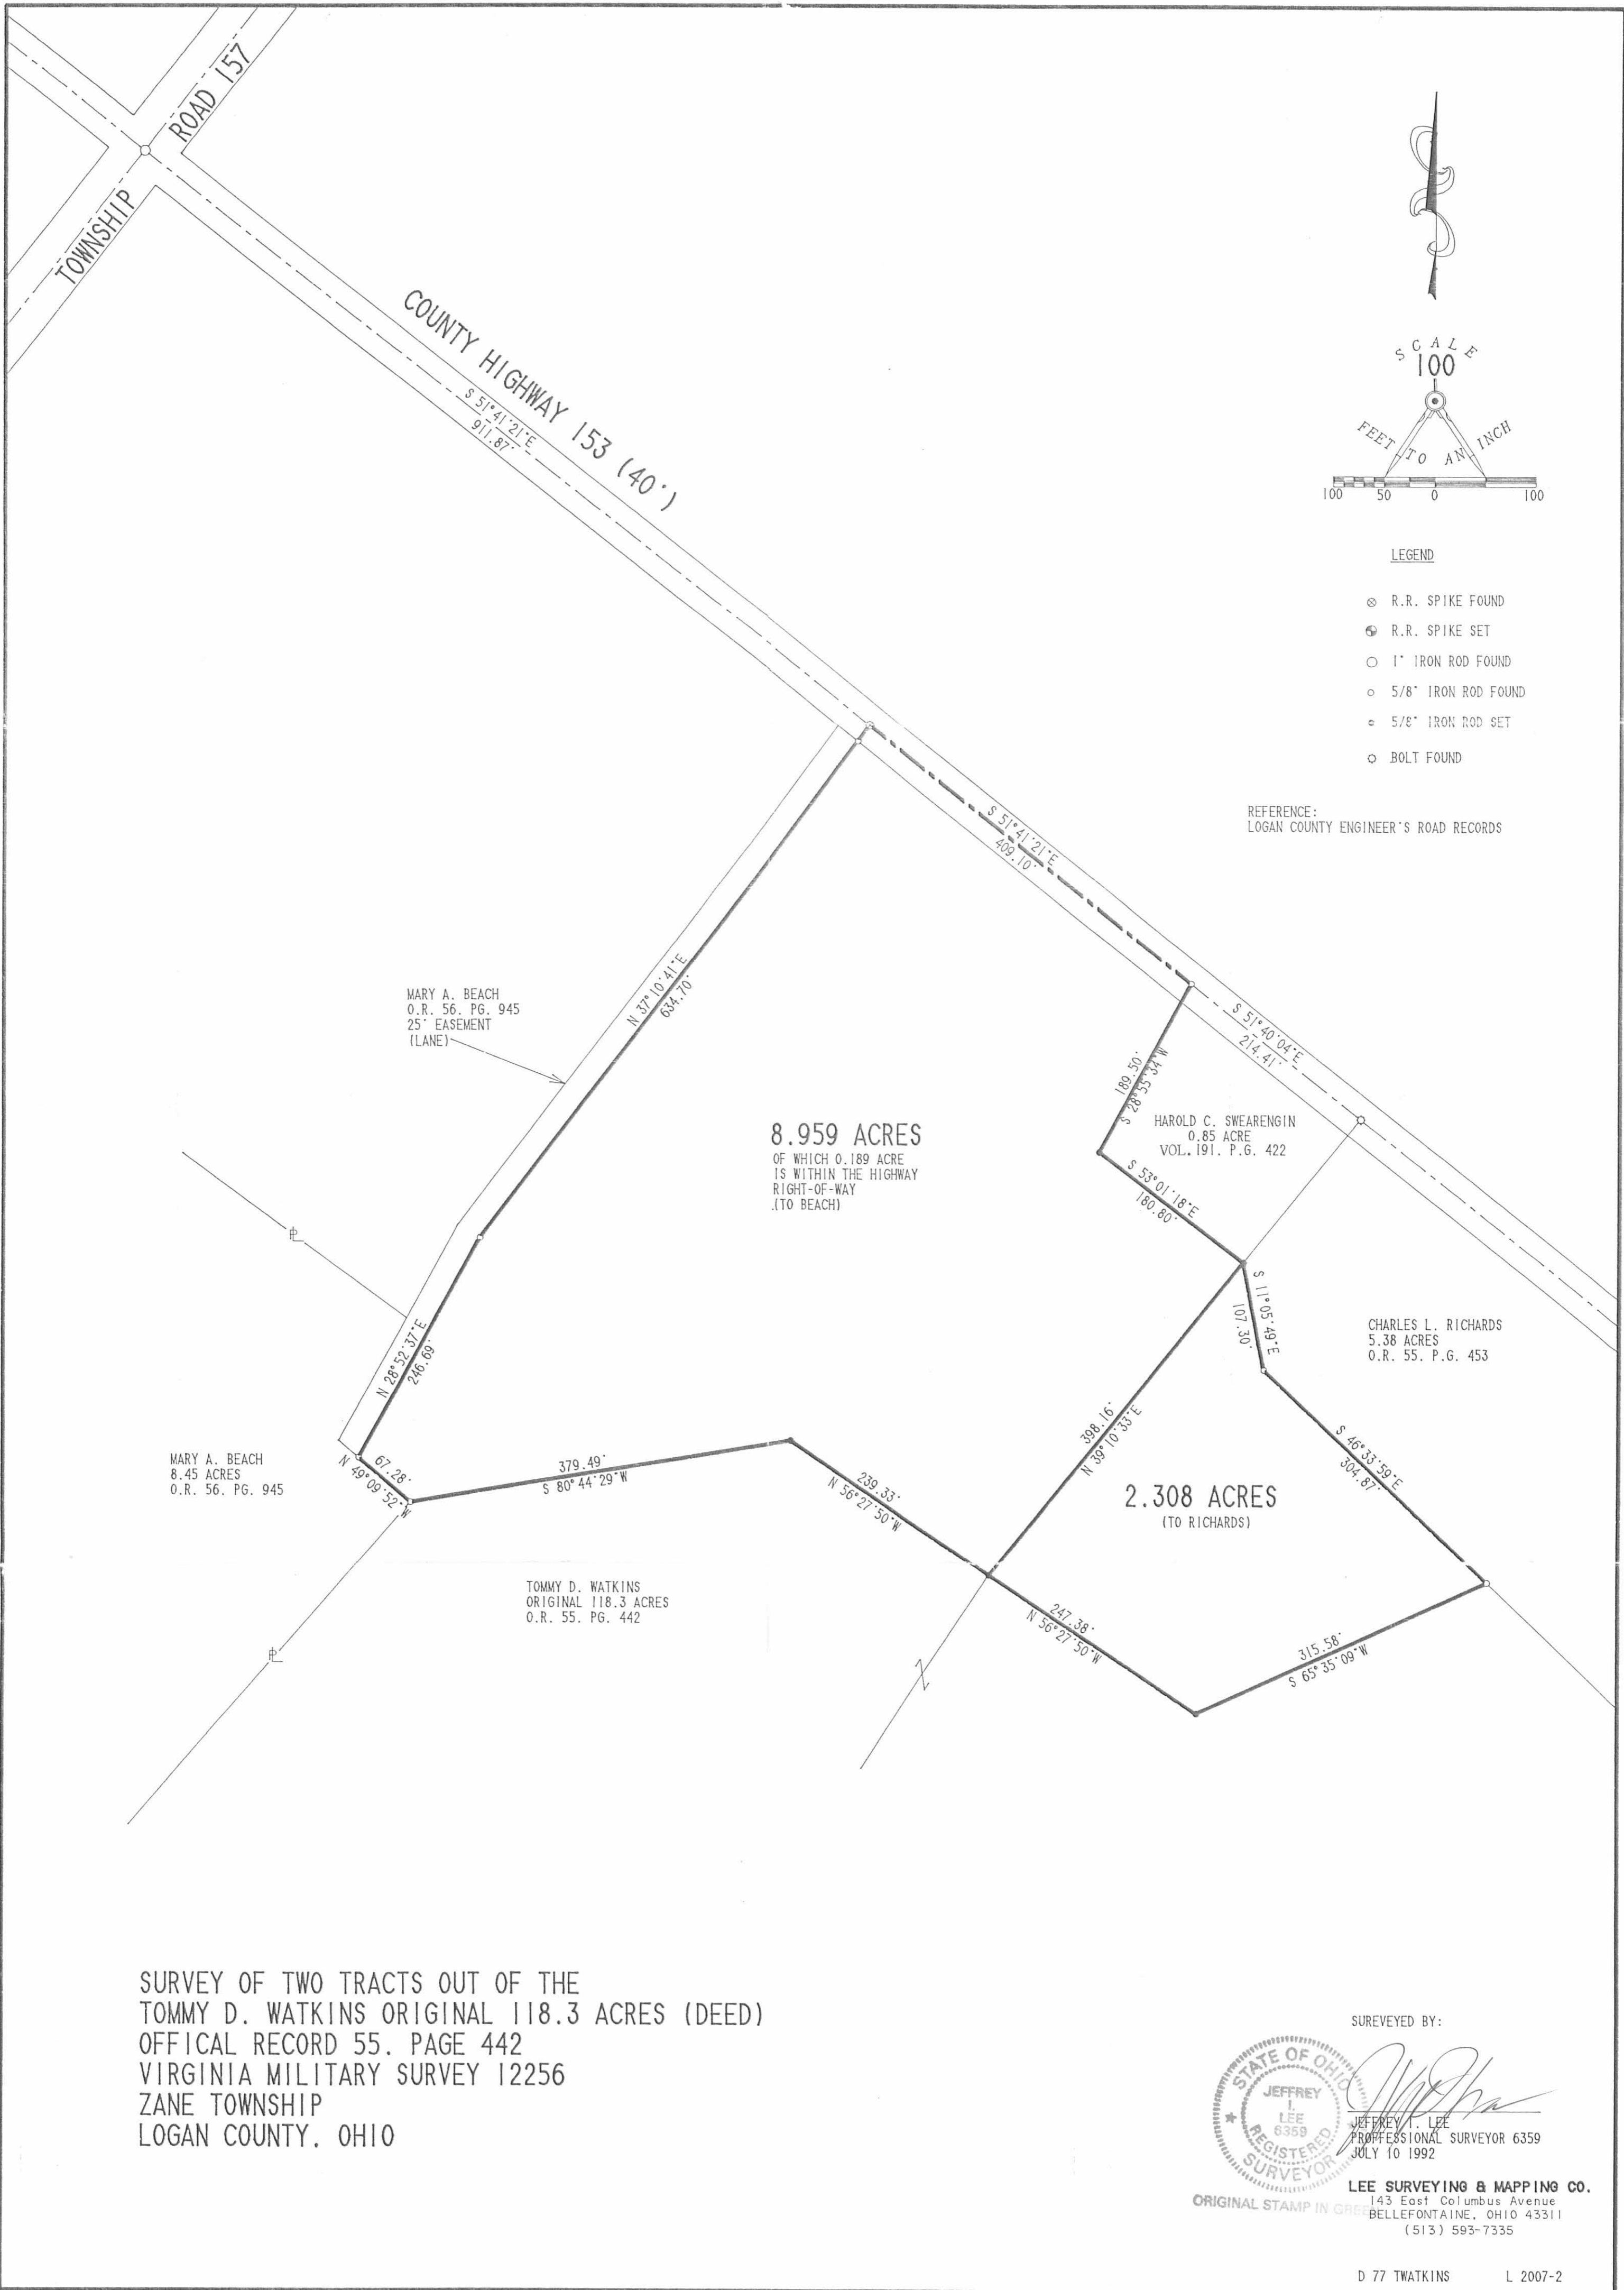 TOWNSHIP ROAD 157
COUNTY HIGHWAY 153 (40')
S 51°41'21"E
911.87'
SCALE
100
FEET TO AN INCH
100 50 0 100
LEGEND
R.R. SPIKE FOUND
R.R. SPIKE SET
1" IRON ROD FOUND
5/8" IRON ROD FOUND
5/8" IRON ROD SET
BOLT FOUND
REFERENCE:
LOGAN COUNTY ENGINEER'S ROAD RECORDS
S 51°41'21"E
409.10'
N 37°10'41"E
634.70'
MARY A. BEACH
O.R. 56. PG. 945
25' EASEMENT
(LANE)
S 51°40'04"E
214.41'
189.50'
S 28°55'34"W
HAROLD C. SWEARENGIN
0.85 ACRE
VOL. 191. P.G. 422
8.959 ACRES
OF WHICH 0.189 ACRE
IS WITHIN THE HIGHWAY
RIGHT-OF-WAY
.(TO BEACH)
S 53°01'18"E
180.80'
PL
S 11°05'49"E
107.30'
CHARLES L. RICHARDS
5.38 ACRES
O.R. 55. P.G. 453
N 28°52'37"E
246.69'
398.16'
N 39°10'33"E
S 46°33'59"E
304.87'
MARY A. BEACH
8.45 ACRES
O.R. 56. PG. 945
67.28'
N 49°09'52"W
379.49'
S 80°44'29"W
239.33'
N 56°27'50"W
2.308 ACRES
(TO RICHARDS)
TOMMY D. WATKINS
ORIGINAL 118.3 ACRES
O.R. 55. PG. 442
PL
247.38'
N 56°27'50"W
315.58'
S 65°35'09"W
SURVEY OF TWO TRACTS OUT OF THE
TOMMY D. WATKINS ORIGINAL 118.3 ACRES (DEED)
OFFICAL RECORD 55. PAGE 442
VIRGINIA MILITARY SURVEY 12256
ZANE TOWNSHIP
LOGAN COUNTY. OHIO
SUREVEYED BY:
STATE OF OHIO
JEFFREY
I.
LEE
6359
REGISTERED
SURVEYOR
ORIGINAL STAMP IN GREEN
JEFFREY I. LEE
PROFFESSIONAL SURVEYOR 6359
JULY 10 1992
LEE SURVEYING & MAPPING CO.
143 East Columbus Avenue
BELLEFONTAINE, OHIO 43311
(513) 593-7335
D 77 TWATKINS L 2007-2